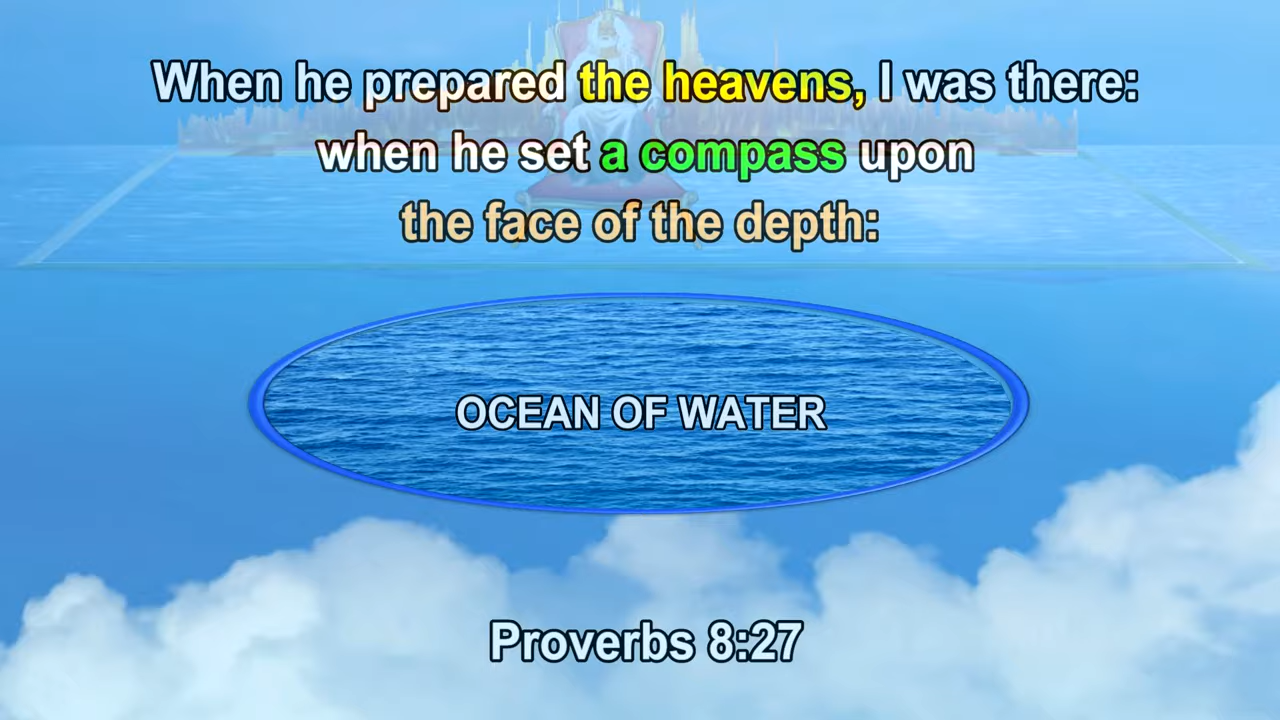 When he prepared the heavens, I was there:
when he set a compass upon
the face of the depth:
OCEAN OF WATER
Proverbs 8:27